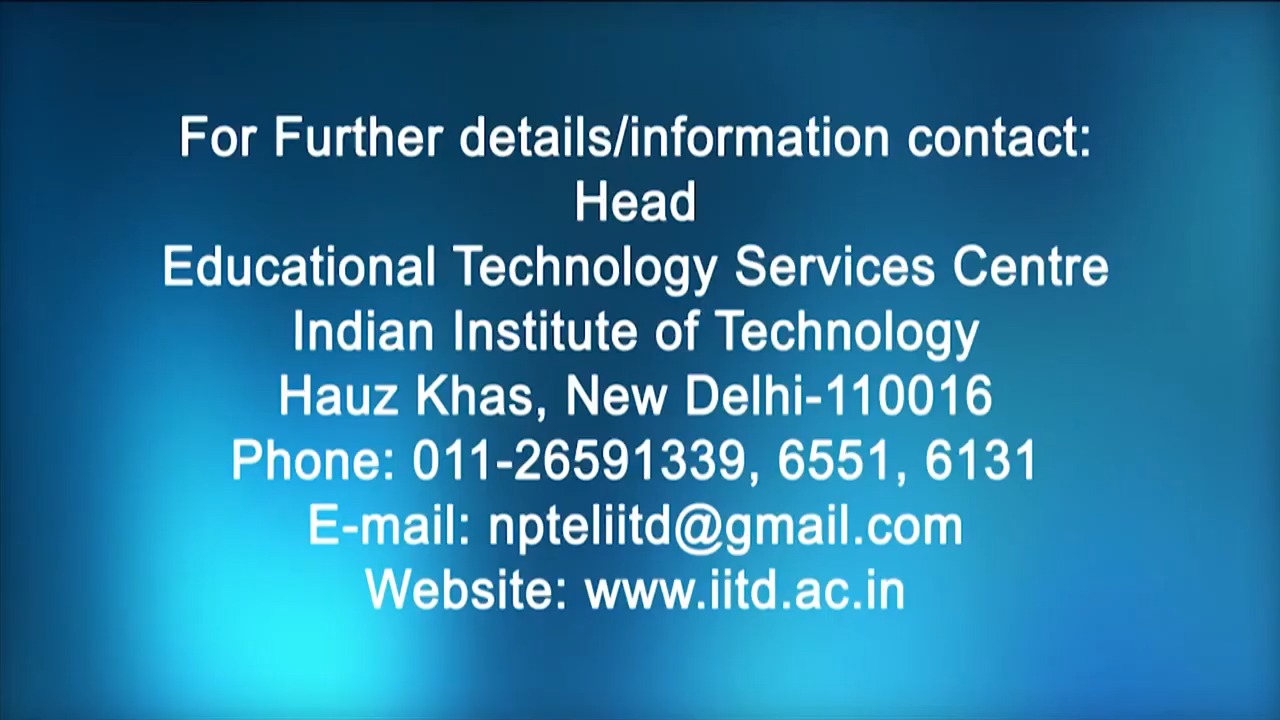 For Further details/information contact:
Head
Educational Technology Services Centre
Indian Institute of Technology
Hauz Khas, New Delhi-110016
Phone: 011-26591339, 6551, 6131
E-mail: npteliitd@gmail.com
Website: www.iitd.ac.in